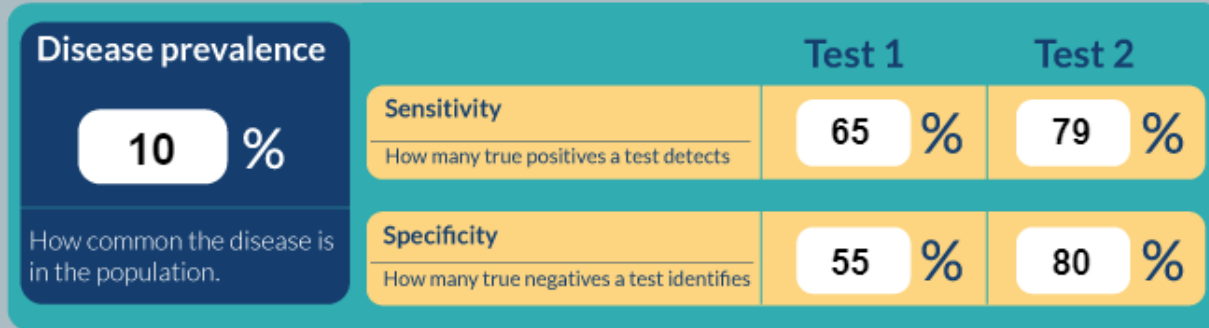 Disease prevalence
10 %
How common the disease is
in the population.
Test 1 Test 2
Sensitivity
How many true positives a test detects
65 % 79 %
Specificity
How many true negatives a test identifies
55 % 80 %